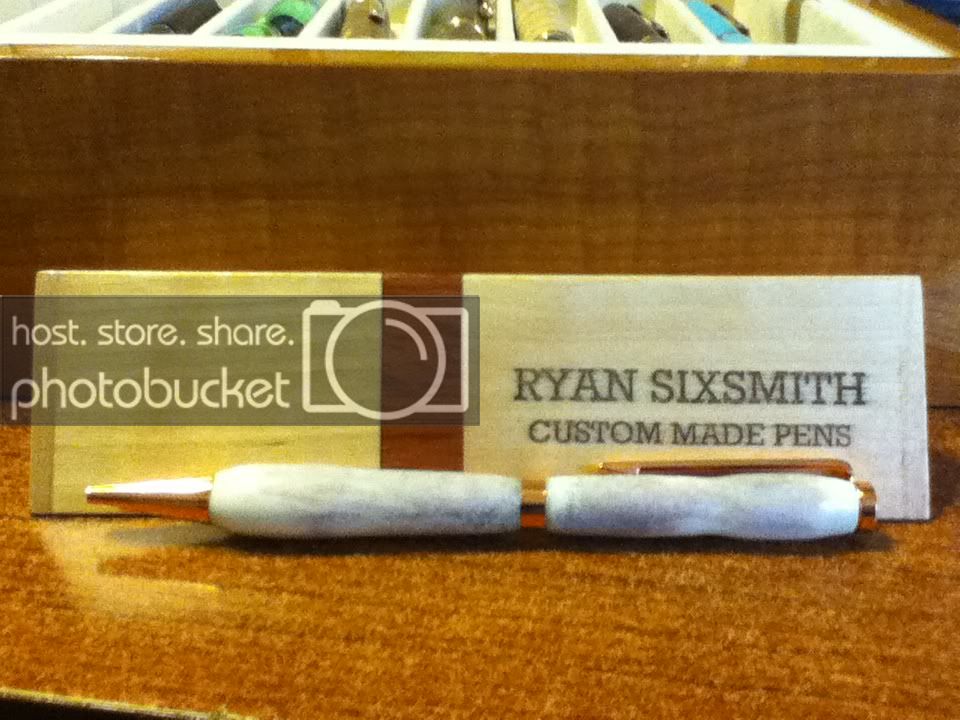 host. store. share.
photobucket
RYAN SIXSMITH
CUSTOM MADE PENS